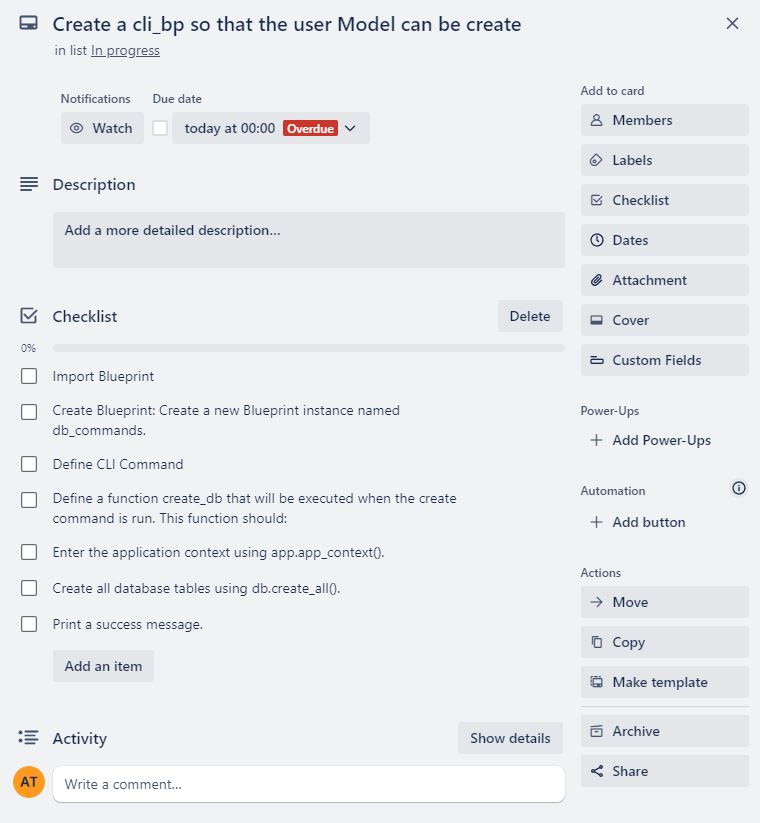 Create a cli_bp so that the user Model can be create
in list In progress
Notifications
Due date
Watch
today at 00:00 Overdue
Description
Add a more detailed description...
Checklist
Delete
0%
Import Blueprint
Create Blueprint: Create a new Blueprint instance named
db_commands.
Define CLI Command
Define a function create_db that will be executed when the create
command is run. This function should:
Enter the application context using app.app_context().
Create all database tables using db.create_all().
Print a success message.
Add an item
Activity
Show details
AT
Write a comment...
Add to card
Members
Labels
Checklist
Dates
Attachment
Cover
Custom Fields
Power-Ups
Add Power-Ups
Automation
Add button
Actions
Move
Copy
Make template
Archive
Share